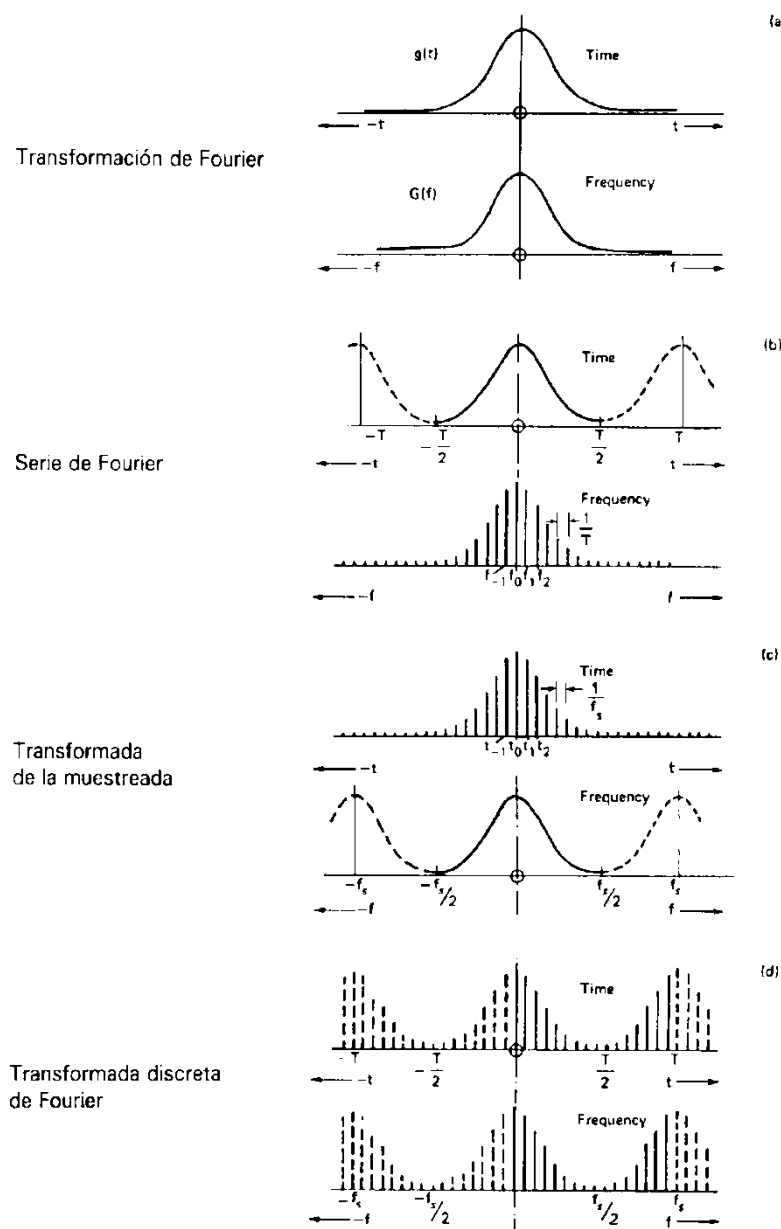 (a
g(t) Time
-t t
Transformación de Fourier
G(f) Frequency
-f f
(b)
Time
-T -T/2 T/2 T
-t t
Serie de Fourier
Frequency
1/T
f-1 f0 f1 f2
-f f
(c)
Time
1/fs
t-1 t0 t1 t2
-t t
Transformada
de la muestreada
Frequency
-fs -fs/2 fs/2 fs
-f f
(d)
Time
-T -T/2 T/2 T
-t t
Transformada discreta
de Fourier
Frequency
-fs -fs/2 fs/2 fs
-f f